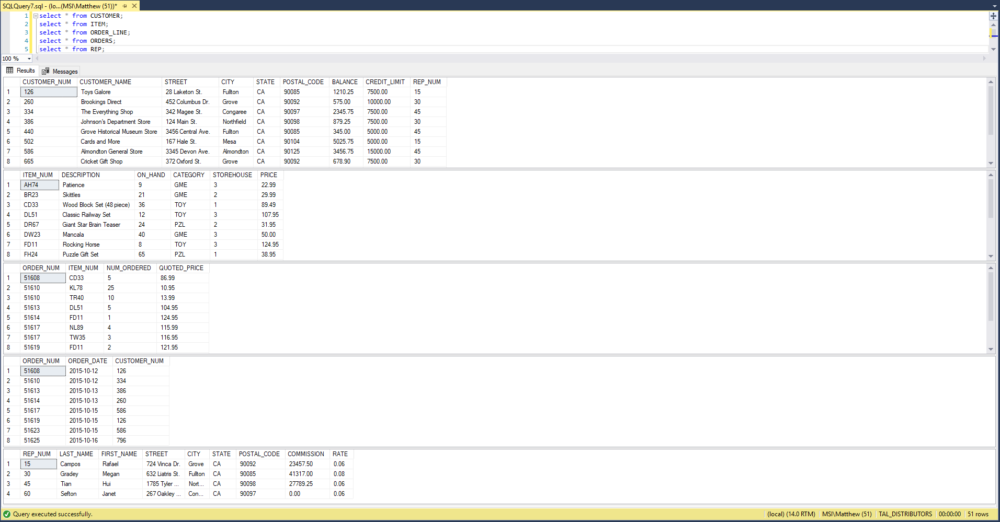 SQLQuery7.sql - (lo...(MSI\Matthew (51))*
1 select * from CUSTOMER;
2 select * from ITEM;
3 select * from ORDER_LINE;
4 select * from ORDERS;
5 select * from REP;
100 %
Results Messages
CUSTOMER_NUM CUSTOMER_NAME STREET CITY STATE POSTAL_CODE BALANCE CREDIT_LIMIT REP_NUM
1 126 Toys Galore 28 Laketon St. Fullton CA 90085 1210.25 7500.00 15
2 260 Brookings Direct 452 Columbus Dr. Grove CA 90092 575.00 10000.00 30
3 334 The Everything Shop 342 Magee St. Congaree CA 90097 2345.75 7500.00 45
4 386 Johnson's Department Store 124 Main St. Northfield CA 90098 879.25 7500.00 30
5 440 Grove Historical Museum Store 3456 Central Ave. Fullton CA 90085 345.00 5000.00 45
6 502 Cards and More 167 Hale St. Mesa CA 90104 5025.75 5000.00 15
7 586 Almondton General Store 3345 Devon Ave. Almondton CA 90125 3456.75 15000.00 45
8 665 Cricket Gift Shop 372 Oxford St. Grove CA 90092 678.90 7500.00 30
ITEM_NUM DESCRIPTION ON_HAND CATEGORY STOREHOUSE PRICE
1 AH74 Patience 9 GME 3 22.99
2 BR23 Skittles 21 GME 2 29.99
3 CD33 Wood Block Set (48 piece) 36 TOY 1 89.49
4 DL51 Classic Railway Set 12 TOY 3 107.95
5 DR67 Giant Star Brain Teaser 24 PZL 2 31.95
6 DW23 Mancala 40 GME 3 50.00
7 FD11 Rocking Horse 8 TOY 3 124.95
8 FH24 Puzzle Gift Set 65 PZL 1 38.95
ORDER_NUM ITEM_NUM NUM_ORDERED QUOTED_PRICE
1 51608 CD33 5 86.99
2 51610 KL78 25 10.95
3 51610 TR40 10 13.99
4 51613 DL51 5 104.95
5 51614 FD11 1 124.95
6 51617 NL89 4 115.99
7 51617 TW35 3 116.95
8 51619 FD11 2 121.95
ORDER_NUM ORDER_DATE CUSTOMER_NUM
1 51608 2015-10-12 126
2 51610 2015-10-12 334
3 51613 2015-10-13 386
4 51614 2015-10-13 260
5 51617 2015-10-15 586
6 51619 2015-10-15 126
7 51623 2015-10-15 586
8 51625 2015-10-16 796
REP_NUM LAST_NAME FIRST_NAME STREET CITY STATE POSTAL_CODE COMMISSION RATE
1 15 Campos Rafael 724 Vinca Dr. Grove CA 90092 23457.50 0.06
2 30 Gradey Megan 632 Liatris St. Fullton CA 90085 41317.00 0.08
3 45 Tian Hui 1785 Tyler ... Nort... CA 90098 27789.25 0.06
4 60 Sefton Janet 267 Oakley ... Con... CA 90097 0.00 0.06
Query executed successfully. (local) (14.0 RTM) MSI\Matthew (51) TAL_DISTRIBUTORS 00:00:00 51 rows